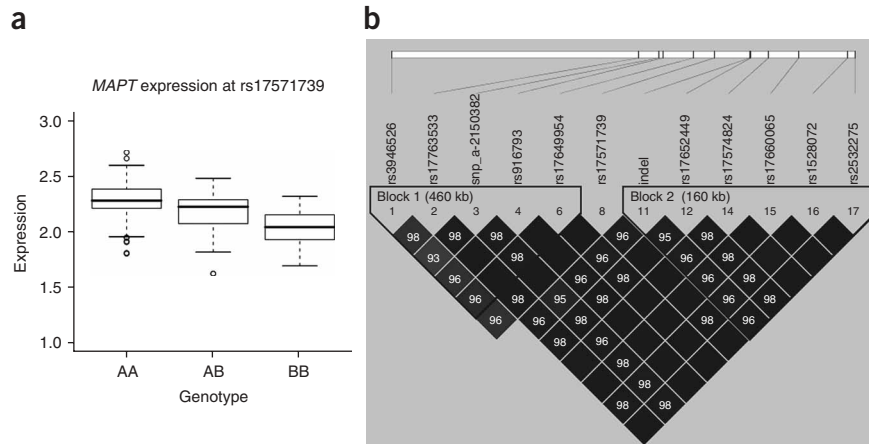 a
MAPT expression at rs17571739
3.0
2.5
2.0
1.5
1.0
Expression
AA AB BB
Genotype
b
rs3946526
rs17763533
snp_a-2150382
rs916793
rs17649954
rs17571739
indel
rs17652449
rs17574824
rs17660065
rs1528072
rs2532275
Block 1 (460 kb)
Block 2 (160 kb)
1 2 3 4 6 8 11 12 14 15 16 17
98 98 98 96 95 98
93 98 98 96 98
96 98 96 98
96 98 95 98 96 98
96 96 98 98 96
98 96
98
98 98
98 98